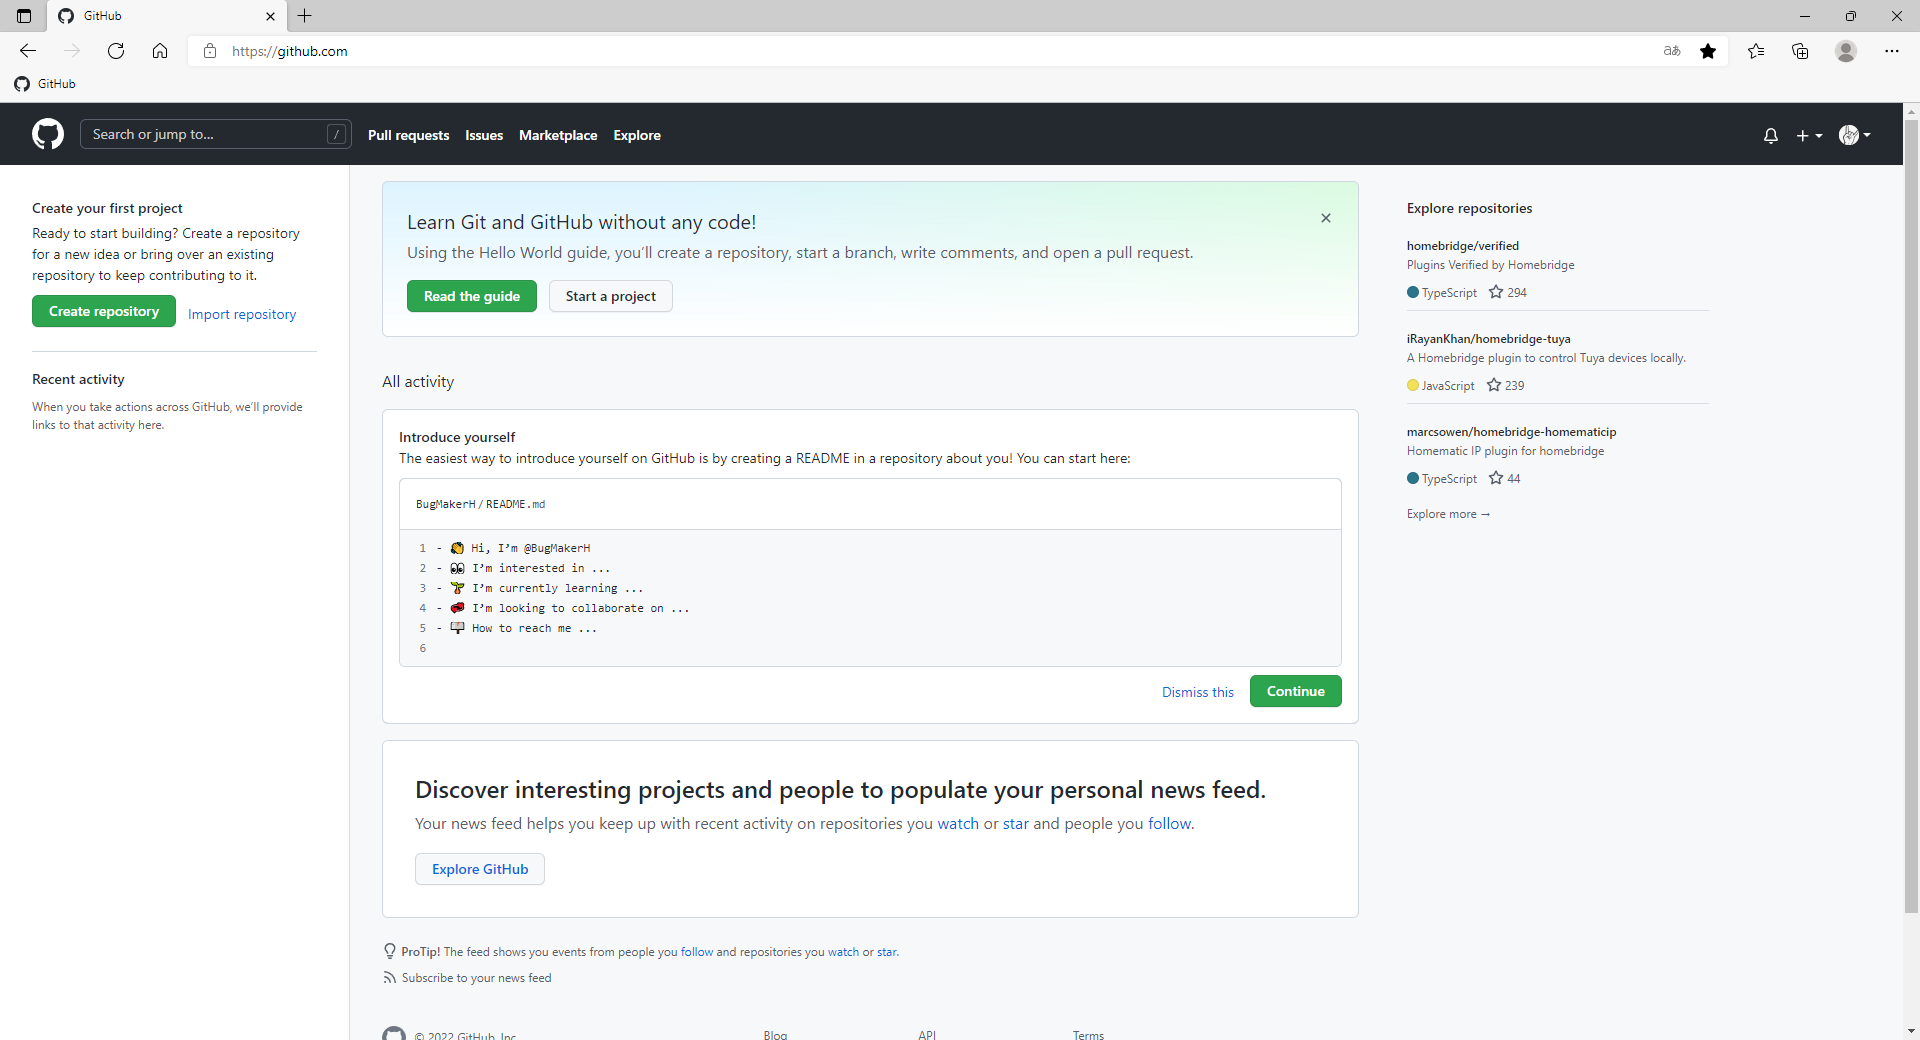 GitHub
https://github.com
aあ
GitHub
Search or jump to...
/
Pull requests
Issues
Marketplace
Explore
Create your first project
Ready to start building? Create a repository
for a new idea or bring over an existing
repository to keep contributing to it.
Create repository
Import repository
Recent activity
When you take actions across GitHub, we'll provide
links to that activity here.
Learn Git and GitHub without any code!
Using the Hello World guide, you'll create a repository, start a branch, write comments, and open a pull request.
Read the guide
Start a project
All activity
Introduce yourself
The easiest way to introduce yourself on GitHub is by creating a README in a repository about you! You can start here:
BugMakerH / README.md
1 - 👋 Hi, I'm @BugMakerH
2 - 👀 I'm interested in ...
3 - 🌱 I'm currently learning ...
4 - 💞️ I'm looking to collaborate on ...
5 - 📫 How to reach me ...
6
Dismiss this
Continue
Discover interesting projects and people to populate your personal news feed.
Your news feed helps you keep up with recent activity on repositories you watch or star and people you follow.
Explore GitHub
ProTip! The feed shows you events from people you follow and repositories you watch or star.
Subscribe to your news feed
© 2022 GitHub, Inc.
Blog
API
Terms
Explore repositories
homebridge/verified
Plugins Verified by Homebridge
TypeScript 294
iRayanKhan/homebridge-tuya
A Homebridge plugin to control Tuya devices locally.
JavaScript 239
marcsowen/homebridge-homematicip
Homematic IP plugin for homebridge
TypeScript 44
Explore more →